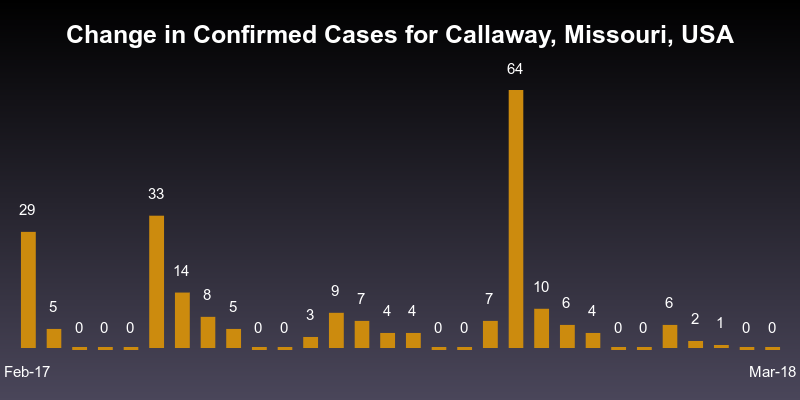 Change in Confirmed Cases for Callaway, Missouri, USA
29 5 0 0 0 33 14 8 5 0 0 3 9 7 4 4 0 0 7 64 10 6 4 0 0 6 2 1 0 0
Feb-17 Mar-18